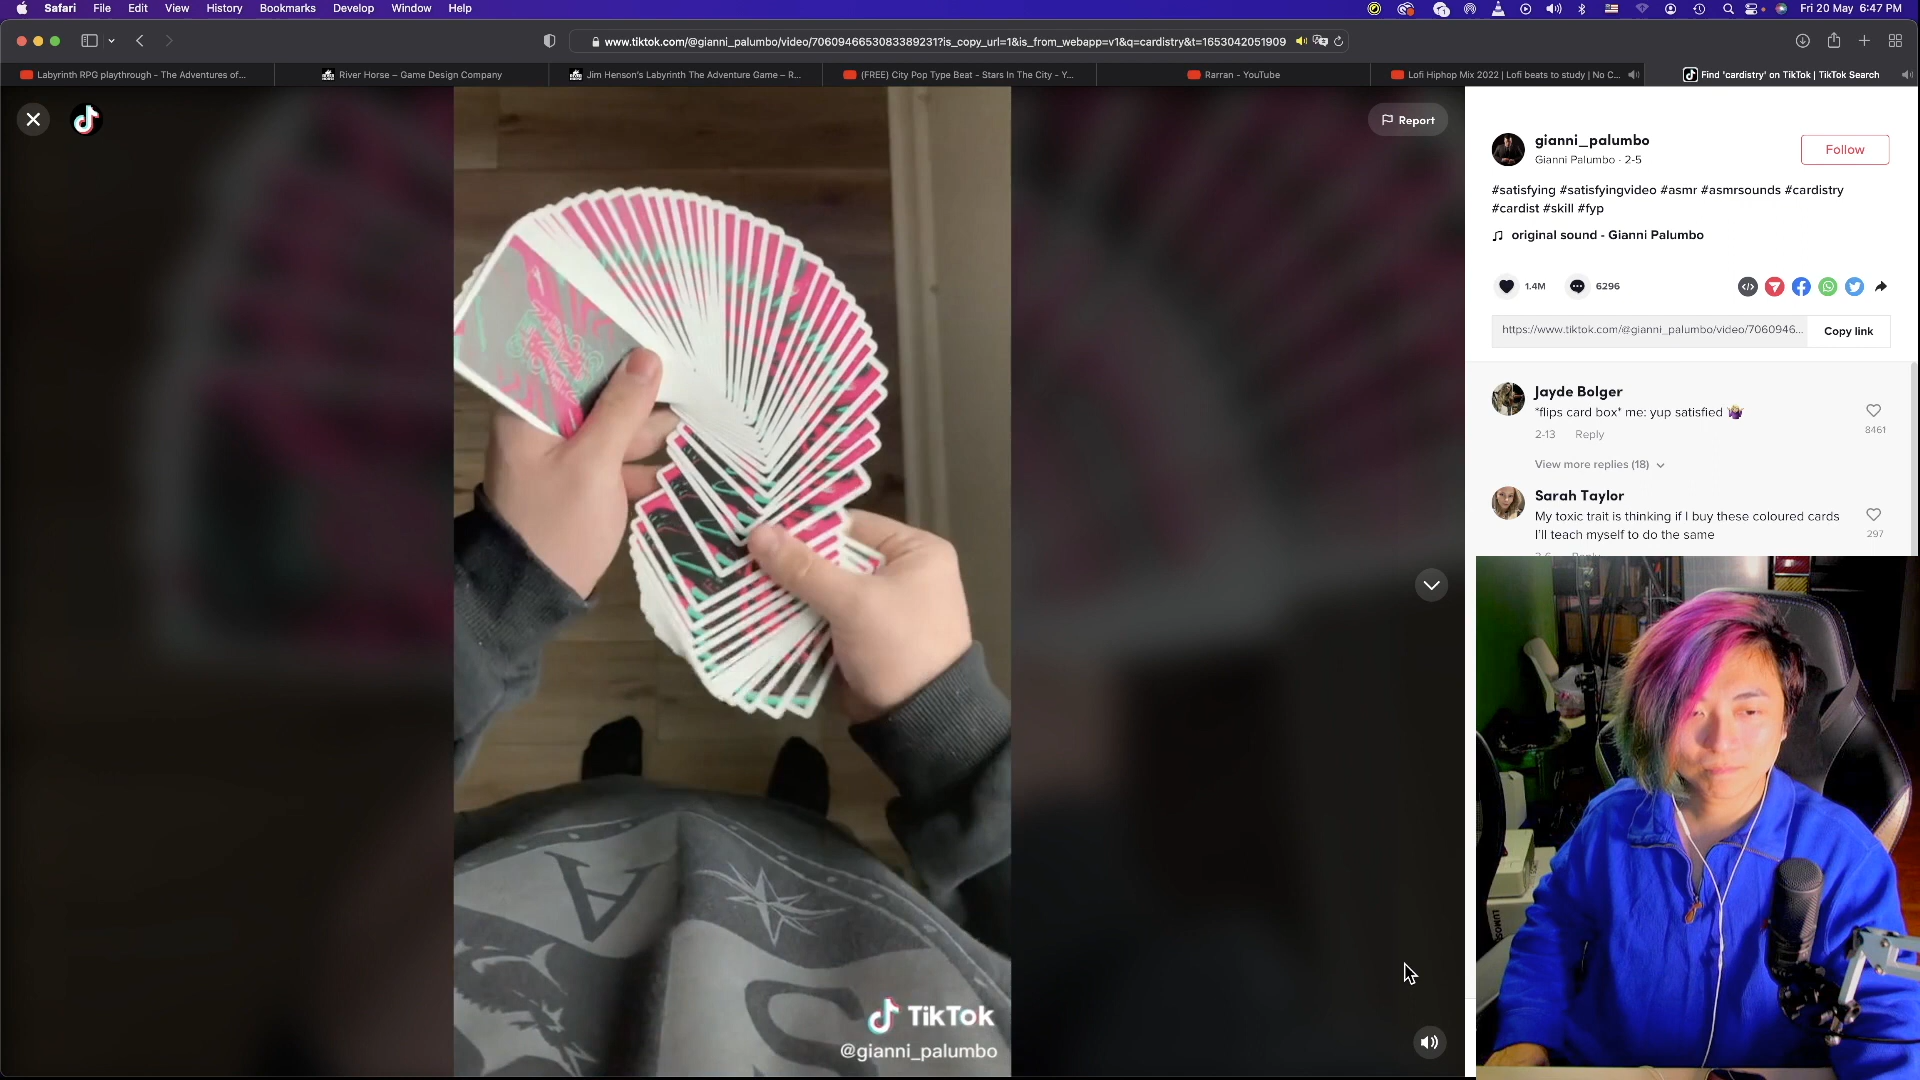 Safari File Edit View History Bookmarks Develop Window Help
Fri 20 May 6:47 PM
www.tiktok.com/@gianni_palumbo/video/7060946653083389231?is_copy_url=1&is_from_webapp=v1&q=cardistry&t=1653042051909
Labyrinth RPG playthrough - The Adventures of...
River Horse – Game Design Company
Jim Henson's Labyrinth The Adventure Game – R...
(FREE) City Pop Type Beat - Stars In The City - Y...
Rarran - YouTube
Lofi Hiphop Mix 2022 | Lofi beats to study | No C...
Find 'cardistry' on TikTok | TikTok Search
Report
gianni_palumbo
Gianni Palumbo · 2-5
Follow
#satisfying #satisfyingvideo #asmr #asmrsounds #cardistry
#cardist #skill #fyp
original sound - Gianni Palumbo
1.4M
6296
https://www.tiktok.com/@gianni_palumbo/video/7060946...
Copy link
Jayde Bolger
*flips card box* me: yup satisfied 🤷‍♀️
8461
2-13 Reply
View more replies (18)
Sarah Taylor
My toxic trait is thinking if I buy these coloured cards
I'll teach myself to do the same
297
A
S
TikTok
@gianni_palumbo